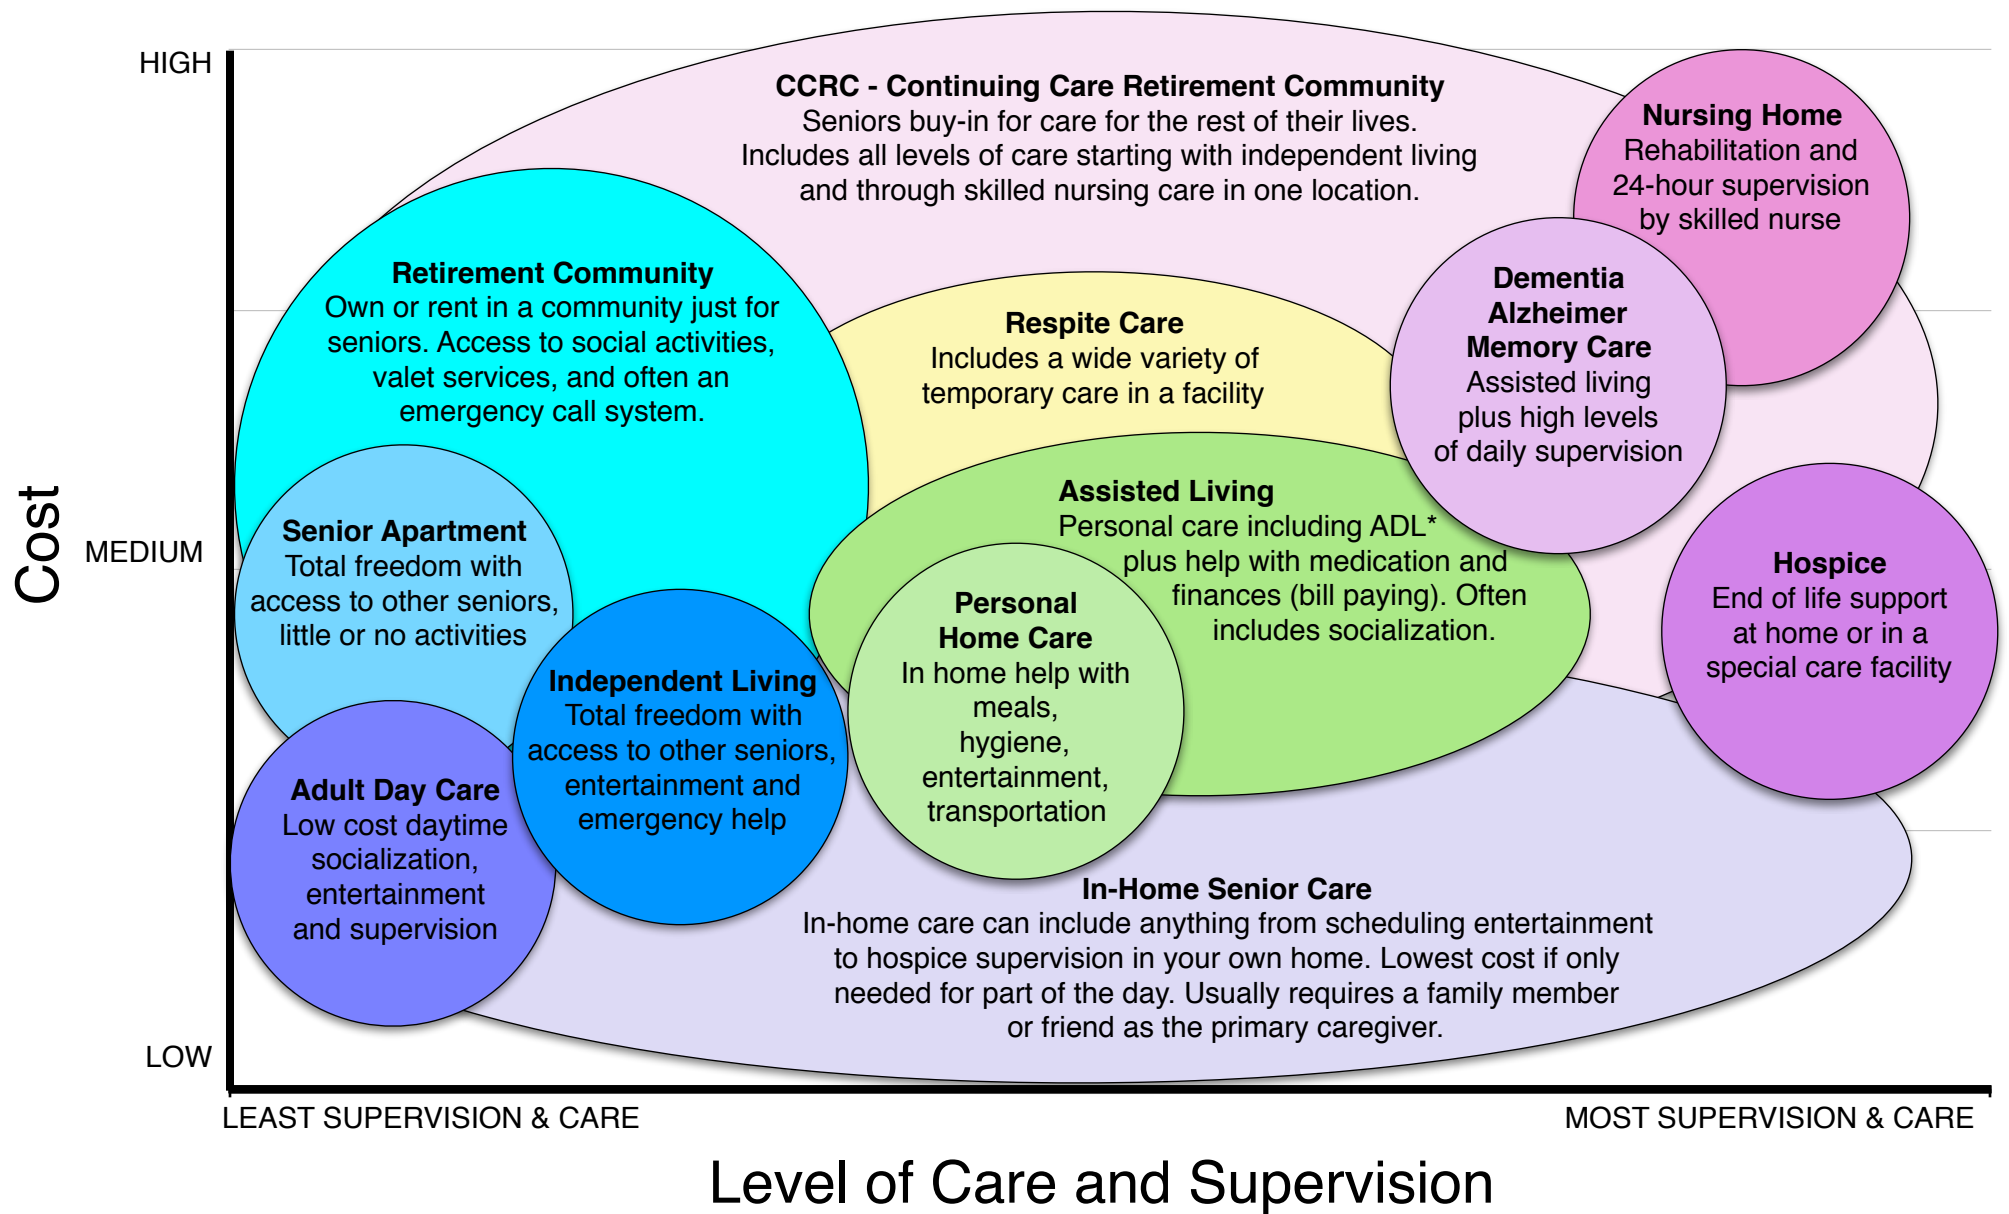 HIGH
CCRC - Continuing Care Retirement Community
Seniors buy-in for care for the rest of their lives.
Includes all levels of care starting with independent living
and through skilled nursing care in one location.
Nursing Home
Rehabilitation and
24-hour supervision
by skilled nurse
Retirement Community
Own or rent in a community just for
seniors. Access to social activities,
valet services, and often an
emergency call system.
Respite Care
Includes a wide variety of
temporary care in a facility
Dementia
Alzheimer
Memory Care
Assisted living
plus high levels
of daily supervision
Cost
MEDIUM
Senior Apartment
Total freedom with
access to other seniors,
little or no activities
Assisted Living
Personal care including ADL*
plus help with medication and
finances (bill paying). Often
includes socialization.
Hospice
End of life support
at home or in a
special care facility
Personal
Home Care
In home help with
meals,
hygiene,
entertainment,
transportation
Independent Living
Total freedom with
access to other seniors,
entertainment and
emergency help
Adult Day Care
Low cost daytime
socialization,
entertainment
and supervision
In-Home Senior Care
In-home care can include anything from scheduling entertainment
to hospice supervision in your own home. Lowest cost if only
needed for part of the day. Usually requires a family member
or friend as the primary caregiver.
LOW
LEAST SUPERVISION & CARE
MOST SUPERVISION & CARE
Level of Care and Supervision